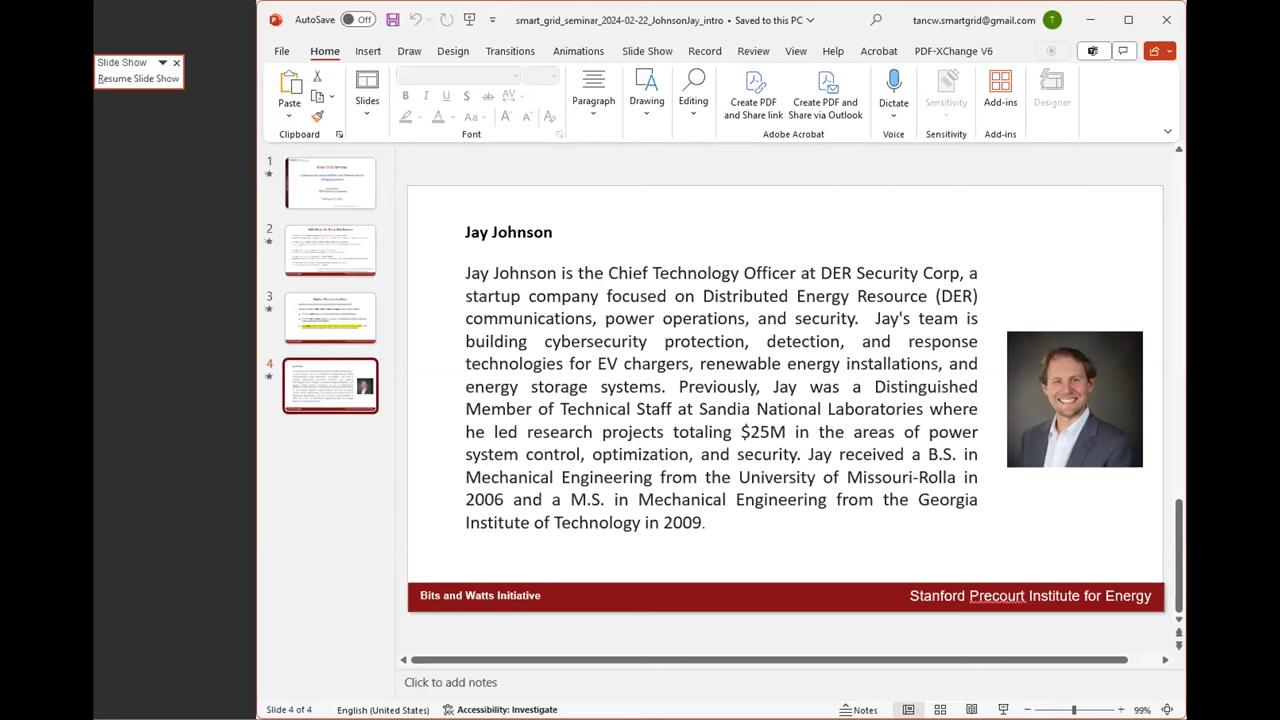 AutoSave Off smart_grid_seminar_2024-02-22_JohnsonJay_intro • Saved to this PC tancw.smartgrid@gmail.com T
Slide Show
Resume Slide Show
File Home Insert Draw Design Transitions Animations Slide Show Record Review View Help Acrobat PDF-XChange V6
Paste Slides Paragraph Drawing Editing Create PDF and Share link Create PDF and Share via Outlook Dictate Sensitivity Add-ins Designer
Clipboard Font Adobe Acrobat Voice Sensitivity Add-ins
1
2
3
4
Jay Johnson
Jay Johnson is the Chief Technology Officer at DER Security Corp, a
company focused on Energy Resource (DER)
power security. Jay's team is
building cybersecurity protection, detection, and response
technologies for EV chargers, renewable energy installations, and
Previously, Jay was a Distinguished
Member of Technical Staff at Sandia National Laboratories where
he led research projects totaling $25M in the areas of power
system control, optimization, and security. Jay received a B.S. in
Mechanical Engineering from the University of Missouri-Rolla in
2006 and a M.S. in Mechanical Engineering from the Georgia
Institute of Technology in 2009.
Bits and Watts Initiative Stanford Precourt Institute for Energy
Click to add notes
Slide 4 of 4 English (United States) Accessibility: Investigate Notes 99%